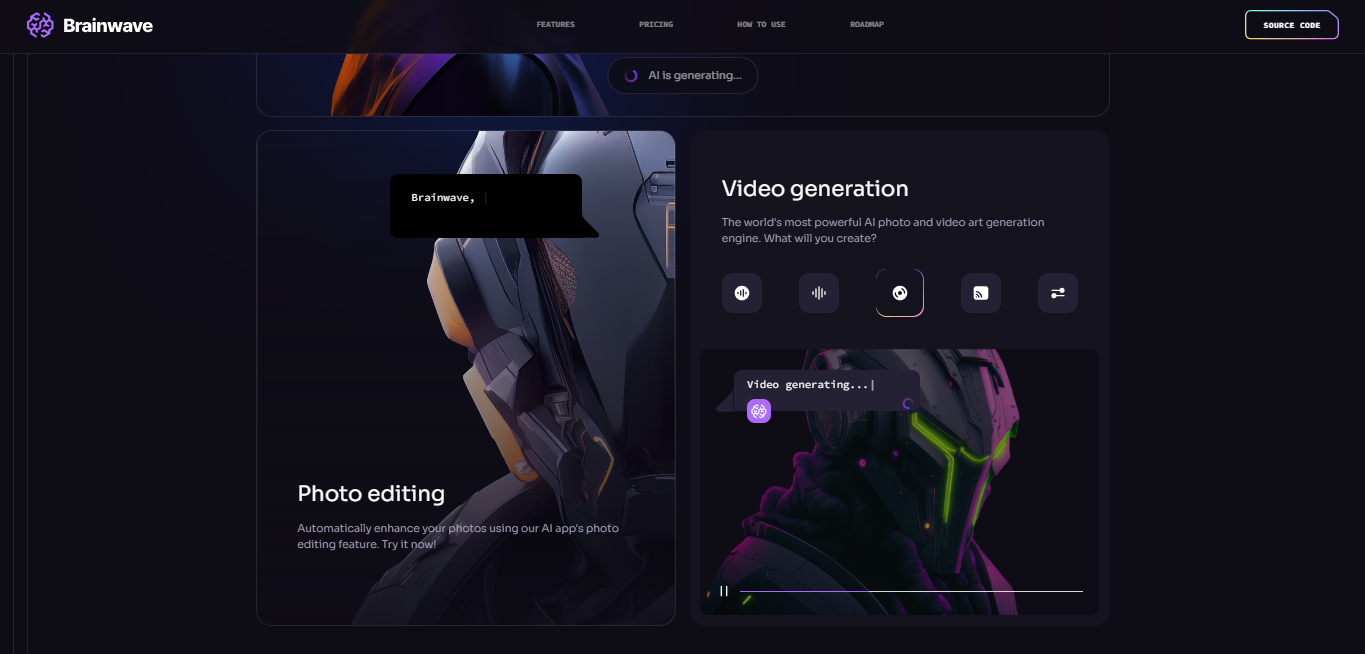 Brainwave
FEATURES
PRICING
HOW TO USE
ROADMAP
SOURCE CODE
AI is generating...
Brainwave,
Photo editing
Automatically enhance your photos using our AI app's photo
editing feature. Try it now!
Video generation
The world's most powerful AI photo and video art generation
engine. What will you create?
Video generating...|